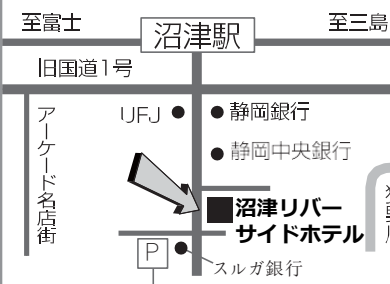 至富士
沼津駅
至三島
旧国道1号
アーケード名店街
UFJ
静岡銀行
静岡中央銀行
沼津リバー
サイドホテル
P
スルガ銀行